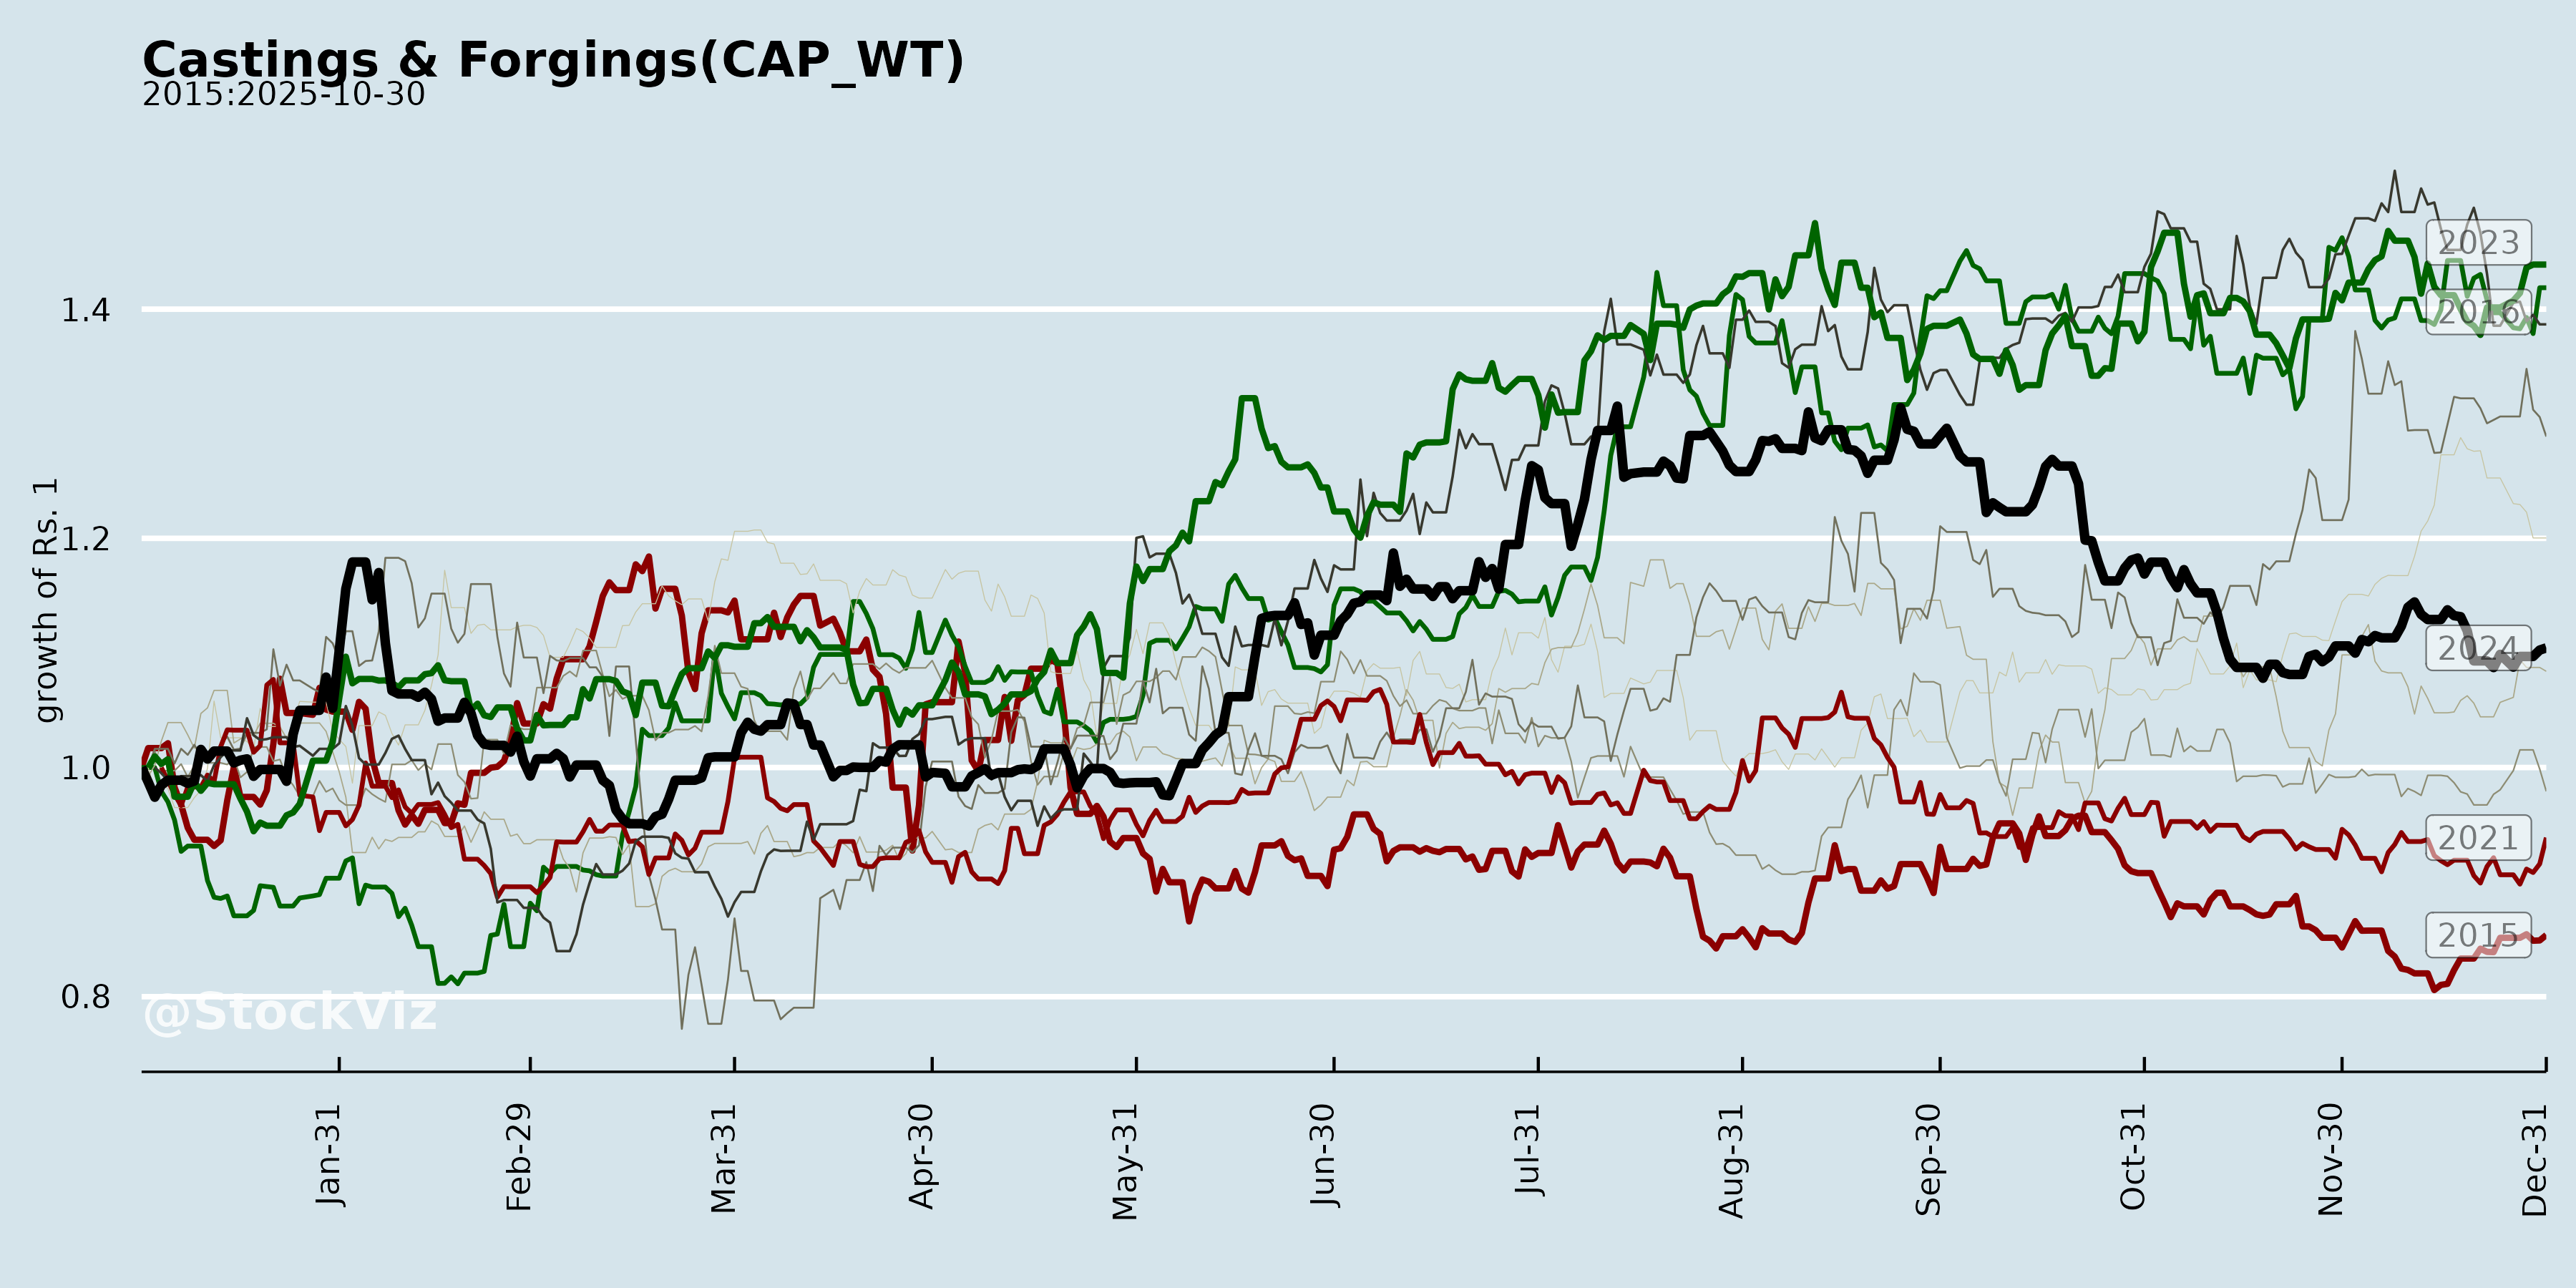 Castings & Forgings(CAP_WT)
2015:2025-10-30
growth of Rs. 1
1.4
1.2
1.0
0.8
2023
2016
2024
2021
2015
@StockViz
Jan-31
Feb-29
Mar-31
Apr-30
May-31
Jun-30
Jul-31
Aug-31
Sep-30
Oct-31
Nov-30
Dec-31